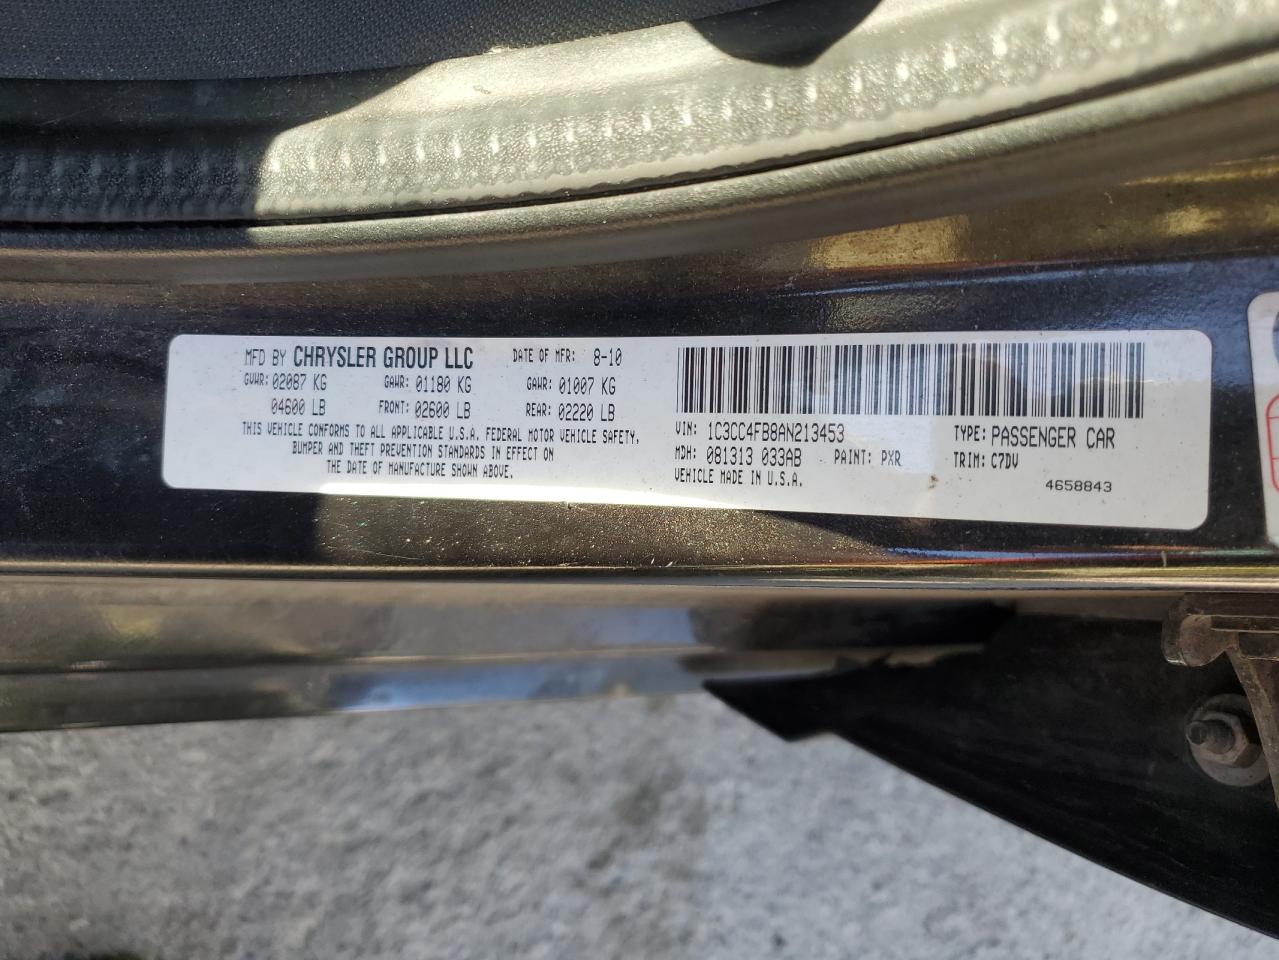 MFD BY CHRYSLER GROUP LLC DATE OF MFR: 8-10
GVWR: 02087 KG GAWR: 01180 KG GAWR: 01007 KG
04600 LB FRONT: 02600 LB REAR: 02220 LB
THIS VEHICLE CONFORMS TO ALL APPLICABLE U.S.A. FEDERAL MOTOR VEHICLE SAFETY,
BUMPER AND THEFT PREVENTION STANDARDS IN EFFECT ON
THE DATE OF MANUFACTURE SHOWN ABOVE.
VIN: 1C3CC4FB8AN213453 TYPE: PASSENGER CAR
MDH: 081313 033AB PAINT: PXR TRIM: C7DV
VEHICLE MADE IN U.S.A.
4658843